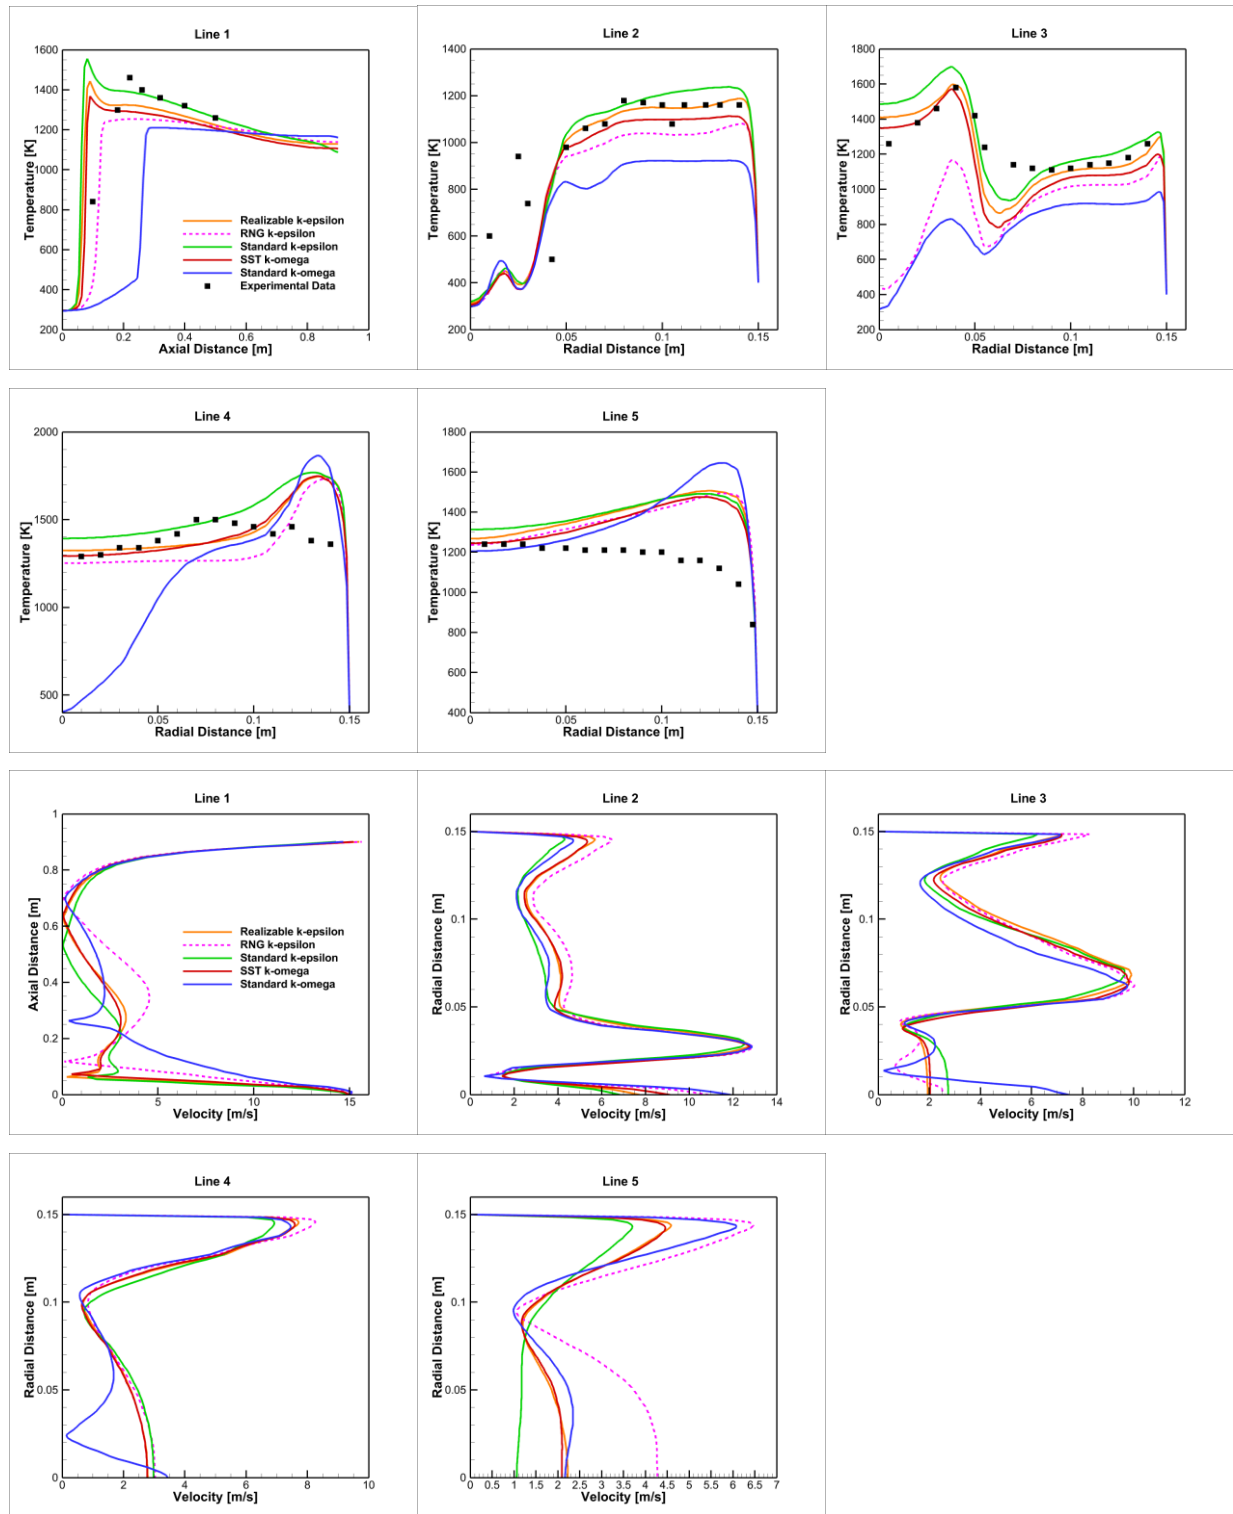 Line 1
1600
1400
1200
1000
800
600
400
200
Temperature [K]
0
0.2
0.4
0.6
0.8
1
Axial Distance [m]
Realizable k-epsilon
RNG k-epsilon
Standard k-epsilon
SST k-omega
Standard k-omega
Experimental Data
Line 2
1400
1200
1000
800
600
400
200
Temperature [K]
0
0.05
0.1
0.15
Radial Distance [m]
Line 3
1800
1600
1400
1200
1000
800
600
400
200
Temperature [K]
0
0.05
0.1
0.15
Radial Distance [m]
Line 4
2000
1500
1000
500
Temperature [K]
0
0.05
0.1
0.15
Radial Distance [m]
Line 5
1800
1600
1400
1200
1000
800
600
400
Temperature [K]
0
0.05
0.1
0.15
Radial Distance [m]
Line 1
1
0.8
0.6
0.4
0.2
0
Axial Distance [m]
0
5
10
15
Velocity [m/s]
Realizable k-epsilon
RNG k-epsilon
Standard k-epsilon
SST k-omega
Standard k-omega
Line 2
0.15
0.1
0.05
0
Radial Distance [m]
0
2
4
6
8
10
12
14
Velocity [m/s]
Line 3
0.15
0.1
0.05
0
Radial Distance [m]
0
2
4
6
8
10
12
Velocity [m/s]
Line 4
0.15
0.1
0.05
0
Radial Distance [m]
0
2
4
6
8
10
Velocity [m/s]
Line 5
0.15
0.1
0.05
0
Radial Distance [m]
0
0.5
1
1.5
2
2.5
3
3.5
4
4.5
5
5.5
6
6.5
7
Velocity [m/s]